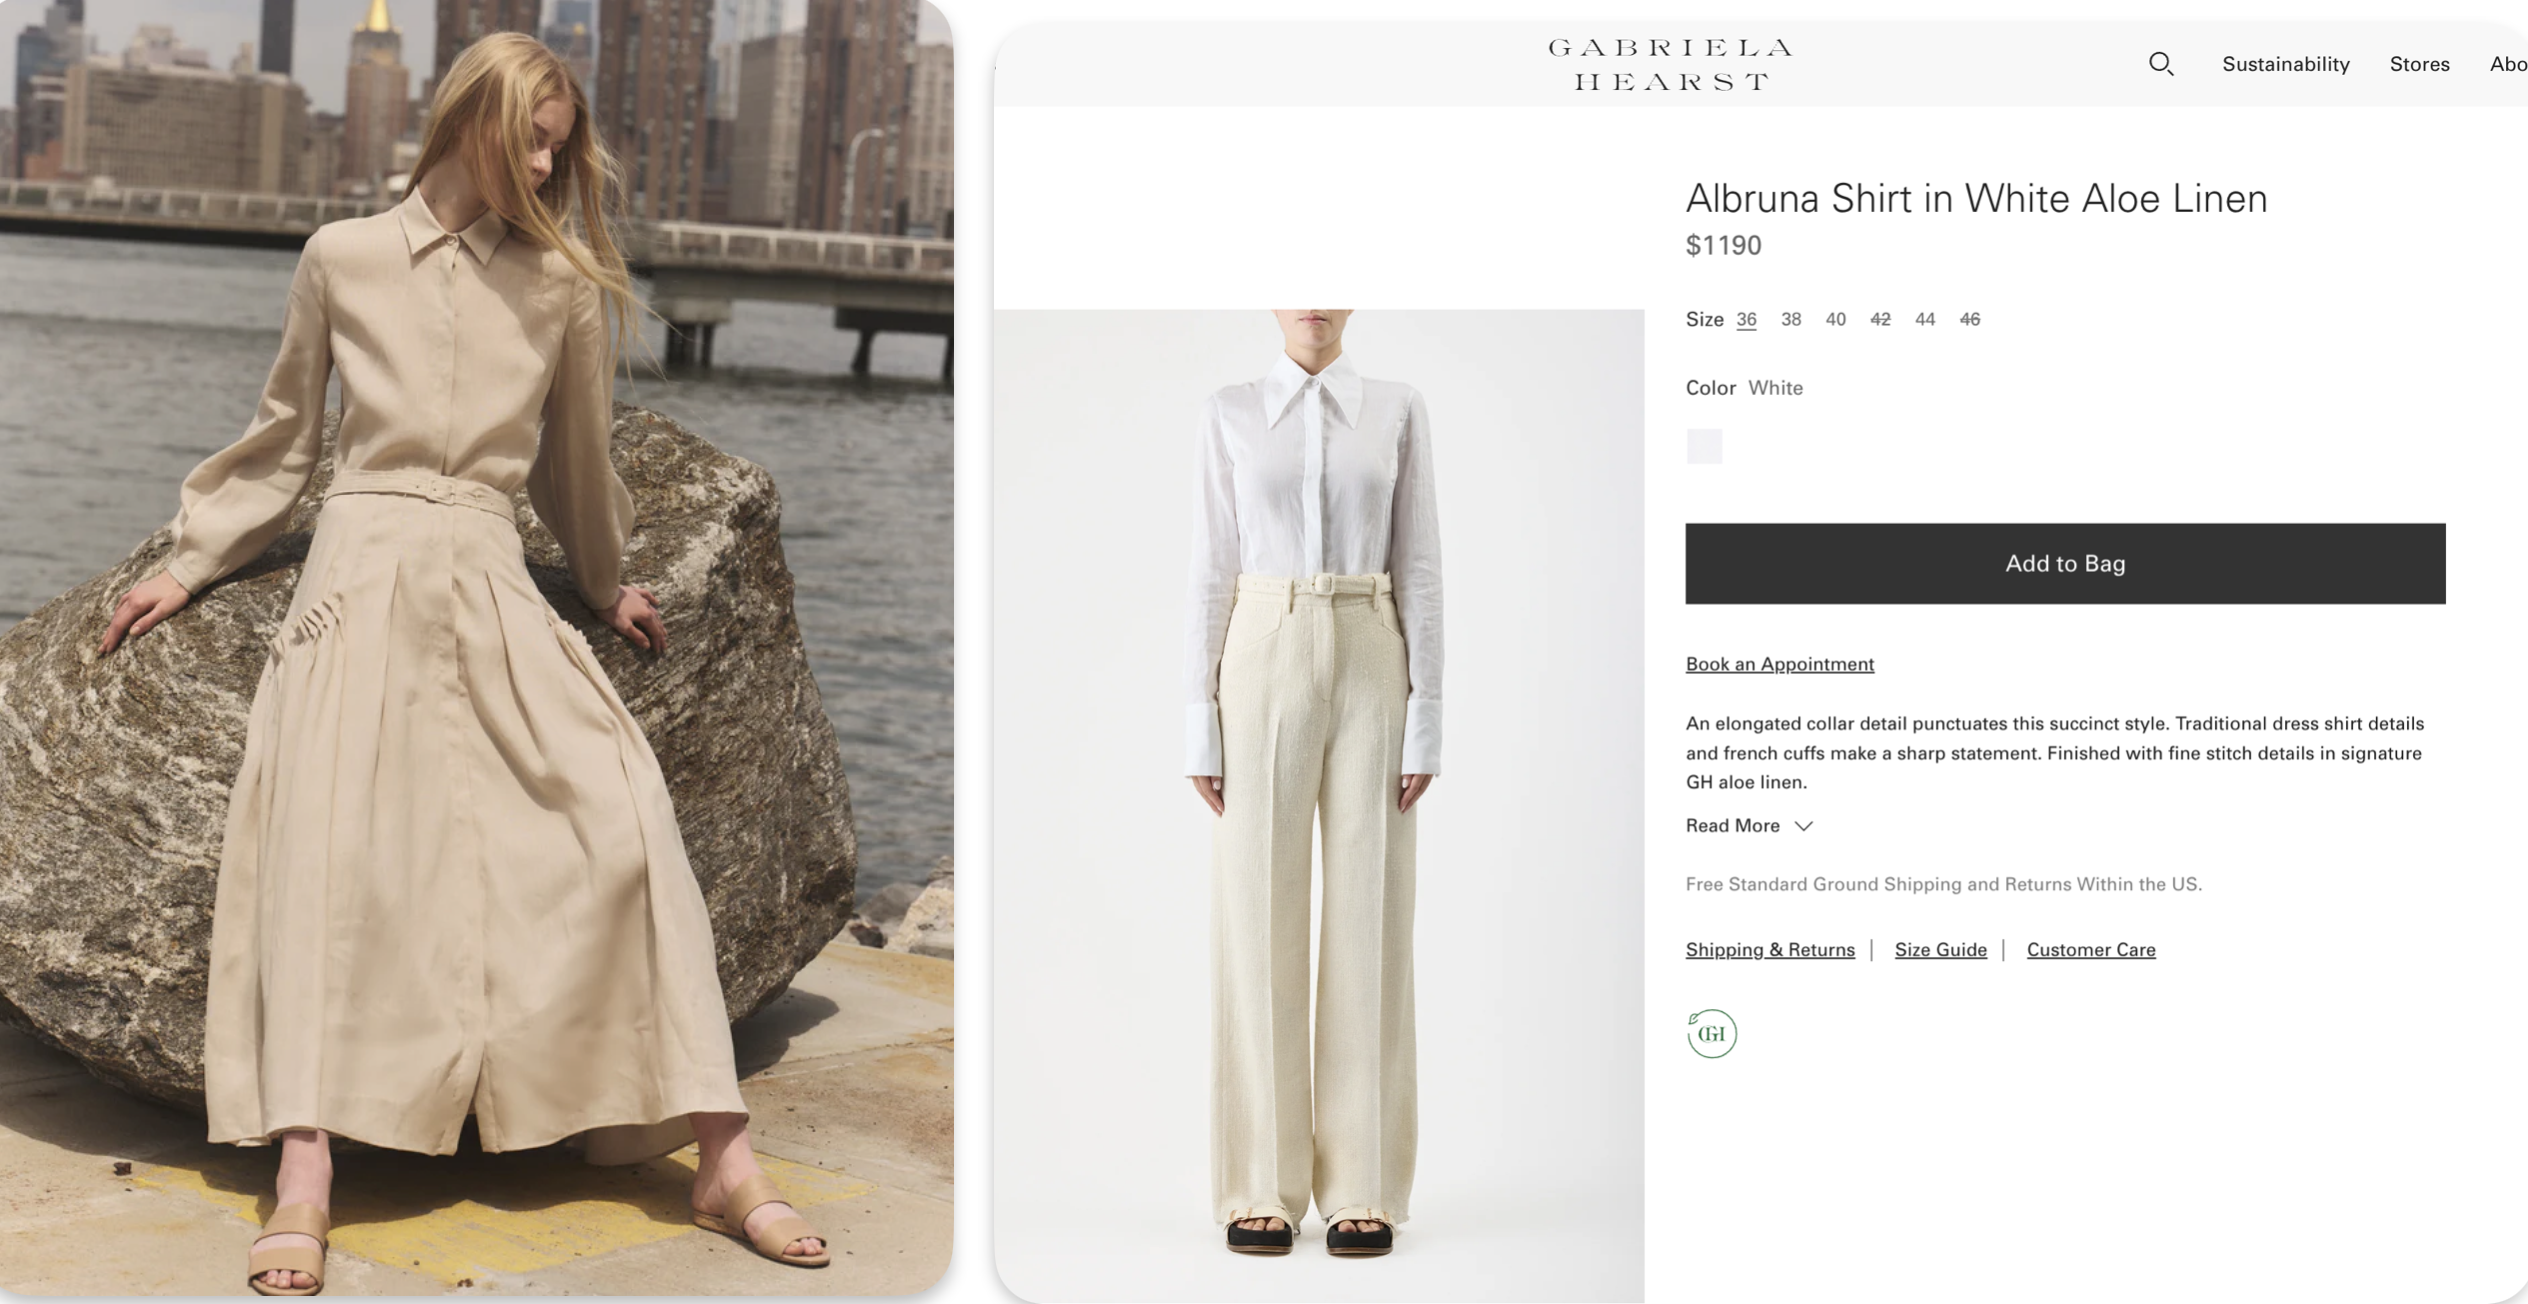 GABRIELA
HEARST
Sustainability Stores Abo
Albruna Shirt in White Aloe Linen
$1190
Size 36 38 40 42 44 46
Color White
Add to Bag
Book an Appointment
An elongated collar detail punctuates this succinct style. Traditional dress shirt details
and french cuffs make a sharp statement. Finished with fine stitch details in signature
GH aloe linen.
Read More
Free Standard Ground Shipping and Returns Within the US.
Shipping & Returns | Size Guide | Customer Care
GH